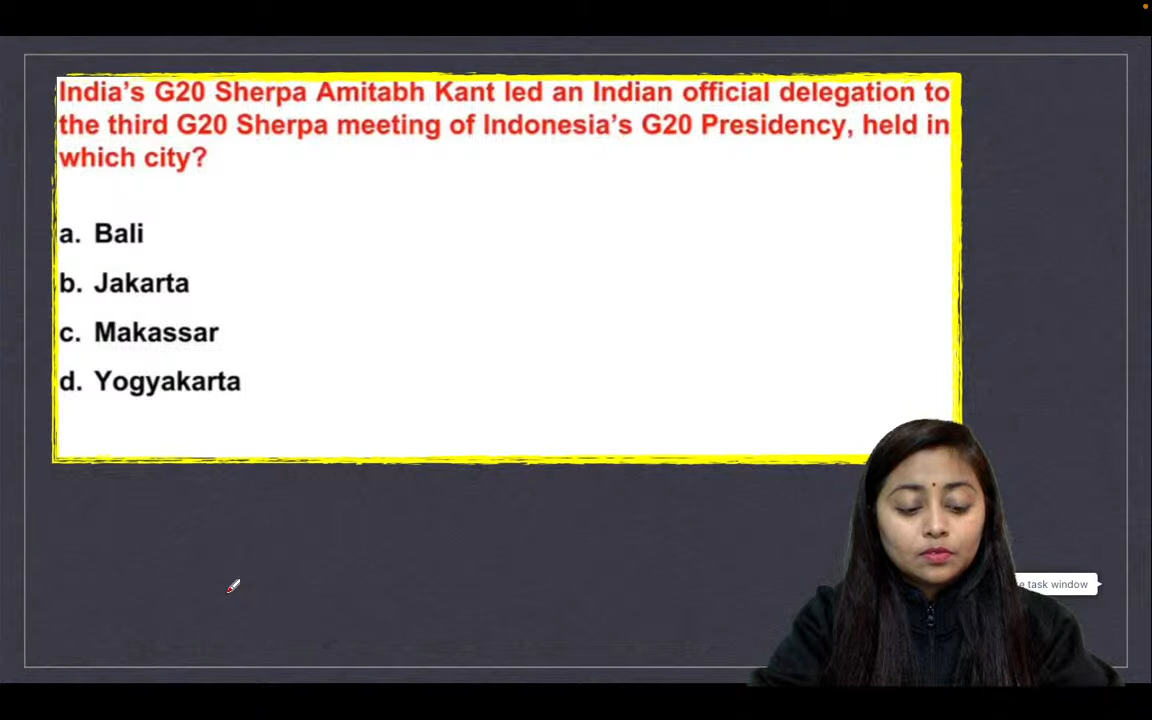 India’s G20 Sherpa Amitabh Kant led an Indian official delegation to
the third G20 Sherpa meeting of Indonesia’s G20 Presidency, held in
which city?
a. Bali
b. Jakarta
c. Makassar
d. Yogyakarta
task window